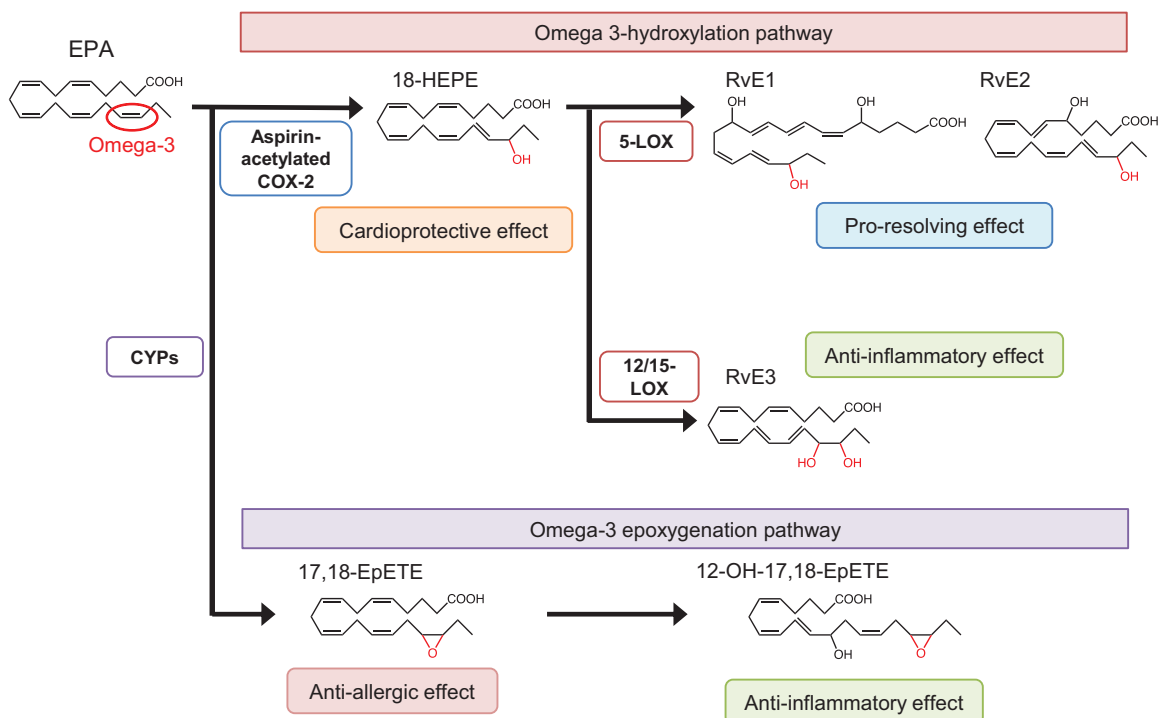 Omega 3-hydroxylation pathway
EPA
COOH
Omega-3
Aspirin-
acetylated
COX-2
18-HEPE
COOH
OH
Cardioprotective effect
5-LOX
RvE1
OH
OH
COOH
OH
RvE2
OH
COOH
OH
Pro-resolving effect
CYPs
12/15-
LOX
Anti-inflammatory effect
RvE3
COOH
HO
OH
Omega-3 epoxygenation pathway
17,18-EpETE
COOH
O
Anti-allergic effect
12-OH-17,18-EpETE
COOH
OH
O
Anti-inflammatory effect